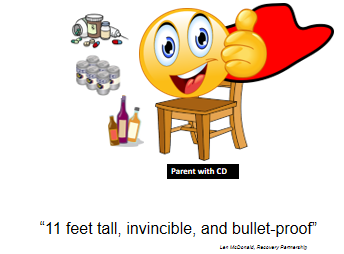 Parent with CD
“11 feet tall, invincible, and bullet-proof”
Len McDonald, Recovery Partnership